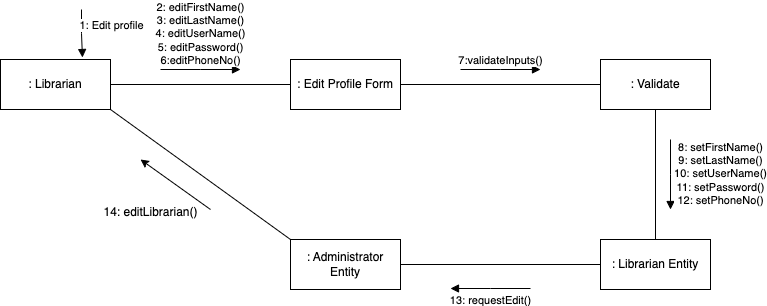 1: Edit profile
2: editFirstName()
3: editLastName()
4: editUserName()
5: editPassword()
6:editPhoneNo()
7:validateInputs()
: Librarian
: Edit Profile Form
: Validate
8: setFirstName()
9: setLastName()
10: setUserName()
11: setPassword()
12: setPhoneNo()
14: editLibrarian()
: Administrator
Entity
: Librarian Entity
13: requestEdit()